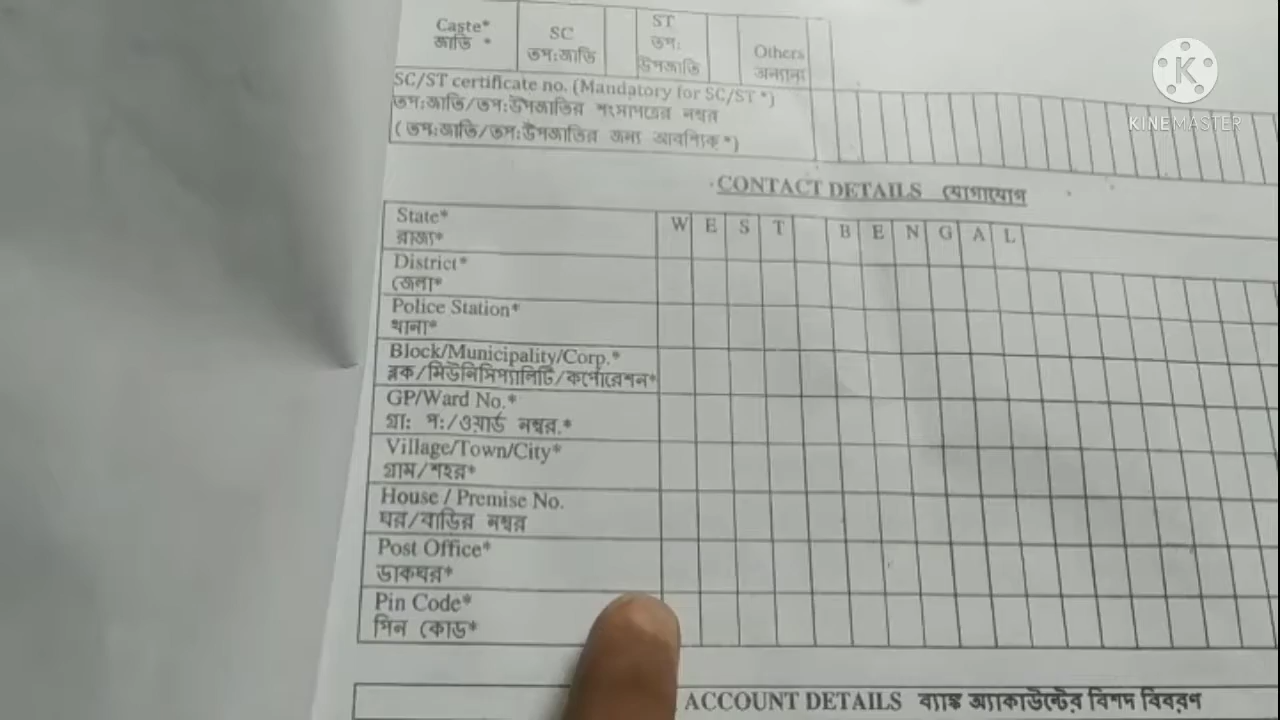 Caste*
জাতি *
SC
তপ:জাতি
ST
তপ:
উপজাতি
Others
অন্যান্য
SC/ST certificate no. (Mandatory for SC/ST *)
তপ:জাতি/তপ:উপজাতির শংসাপত্রের নম্বর
( তপ:জাতি/তপ:উপজাতির জন্য আবশ্যিক *)
K
KINEMASTER
CONTACT DETAILS যোগাযোগ
State* W E S T B E N G A L
রাজ্য*
District*
জেলা*
Police Station*
থানা*
Block/Municipality/Corp.*
ব্লক/মিউনিসিপ্যালিটি/কর্পোরেশন*
GP/Ward No.*
গ্রা: প:/ওয়ার্ড নম্বর.*
Village/Town/City*
গ্রাম/শহর*
House / Premise No.
ঘর/বাড়ির নম্বর
Post Office*
ডাকঘর*
Pin Code*
পিন কোড*
ACCOUNT DETAILS ব্যাঙ্ক অ্যাকাউন্টের বিশদ বিবরণ